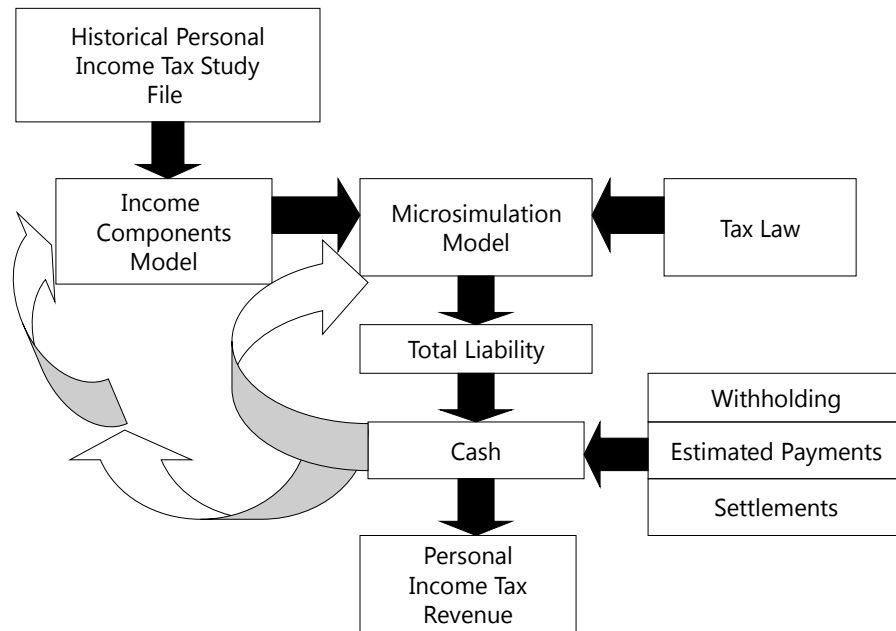 Historical Personal
Income Tax Study
File
Income
Components
Model
Microsimulation
Model
Tax Law
Total Liability
Withholding
Cash
Estimated Payments
Settlements
Personal
Income Tax
Revenue